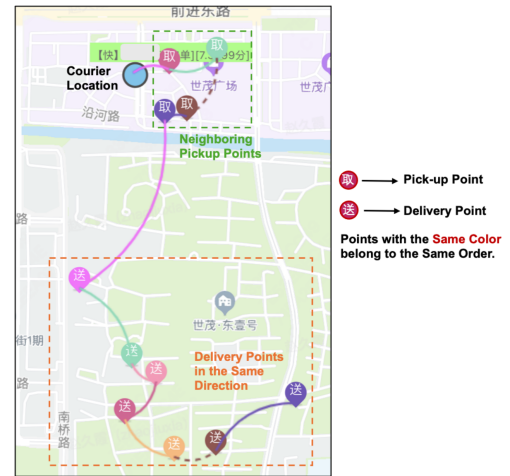 前进东路
【快】
单][7.
99分]
取
取
Courier
Location
世茂广场
世茂广
取
取
沿河路
Neighboring
Pickup Points
取 Pick-up Point
路
送 Delivery Point
Points with the Same Color
belong to the Same Order.
送
世茂·东壹号
街1期
送
Delivery Points
in the Same
Direction
送
路
送
送
南
桥
路
送
送